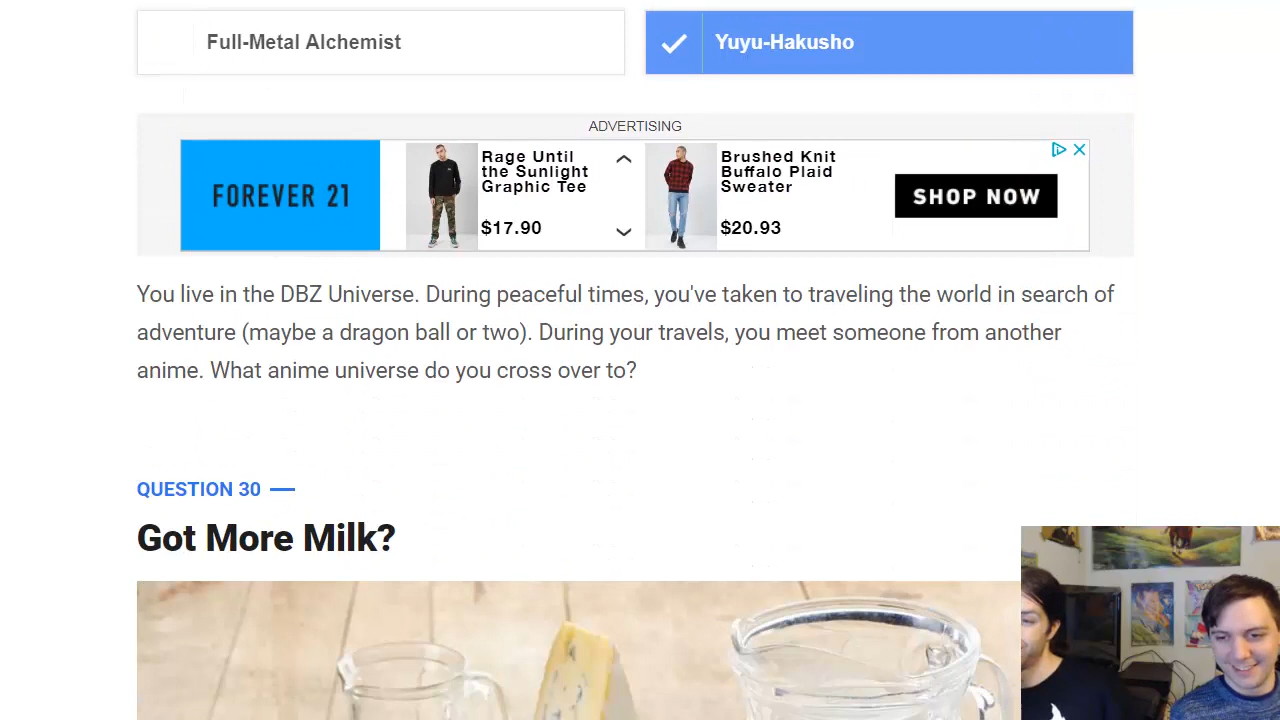 Full-Metal Alchemist
Yuyu-Hakusho
ADVERTISING
FOREVER 21
Rage Until
the Sunlight
Graphic Tee
$17.90
Brushed Knit
Buffalo Plaid
Sweater
$20.93
SHOP NOW
You live in the DBZ Universe. During peaceful times, you've taken to traveling the world in search of
adventure (maybe a dragon ball or two). During your travels, you meet someone from another
anime. What anime universe do you cross over to?
QUESTION 30
Got More Milk?